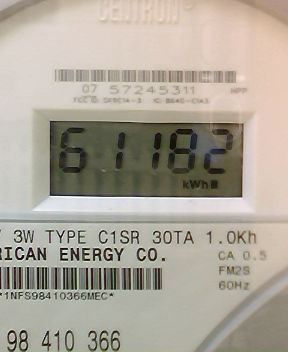 CENTRON®
07 57245311
HPP
61182
kWh
3W TYPE C1SR 30TA 1.0Kh
RICAN ENERGY CO.
CA 0.5
FM2S
60Hz
*1NFS98410366MEC*
98 410 366